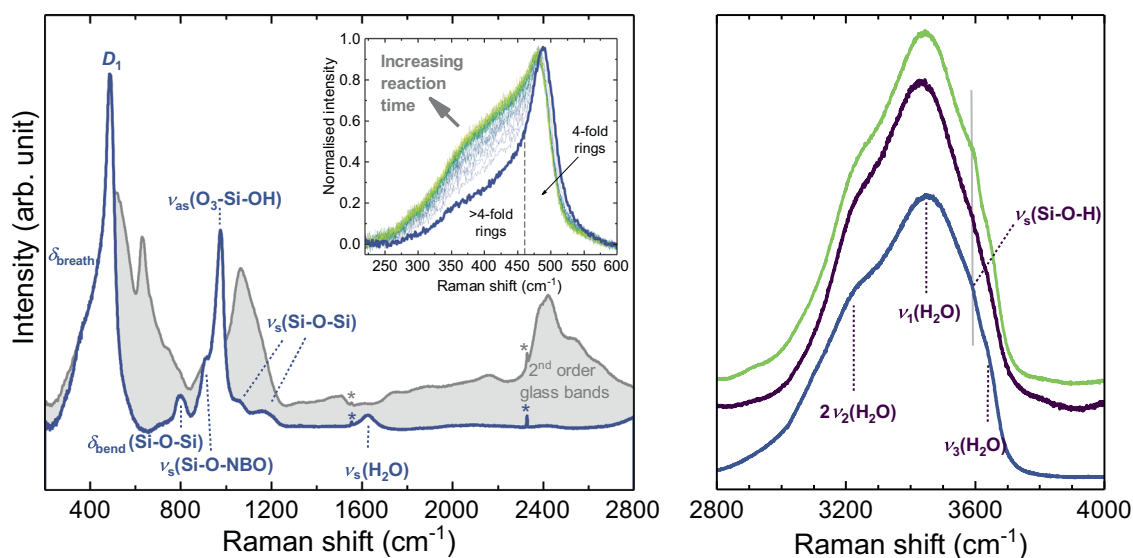 Intensity (arb. unit)
D₁
δbreath
νas(O₃-Si-OH)
νs(Si-O-Si)
δbend(Si-O-Si)
νs(Si-O-NBO)
νs(H₂O)
*
*
*
*
2nd order
glass bands
400 800 1200 1600 2000 2400 2800
Raman shift (cm⁻¹)
Normalised intensity
1.0
0.8
0.6
0.4
0.2
0.0
Increasing
reaction
time
4-fold
rings
>4-fold
rings
250 300 350 400 450 500 550 600
Raman shift (cm⁻¹)
νs(Si-O-H)
ν₁(H₂O)
2ν₂(H₂O)
ν₃(H₂O)
2800 3200 3600 4000
Raman shift (cm⁻¹)